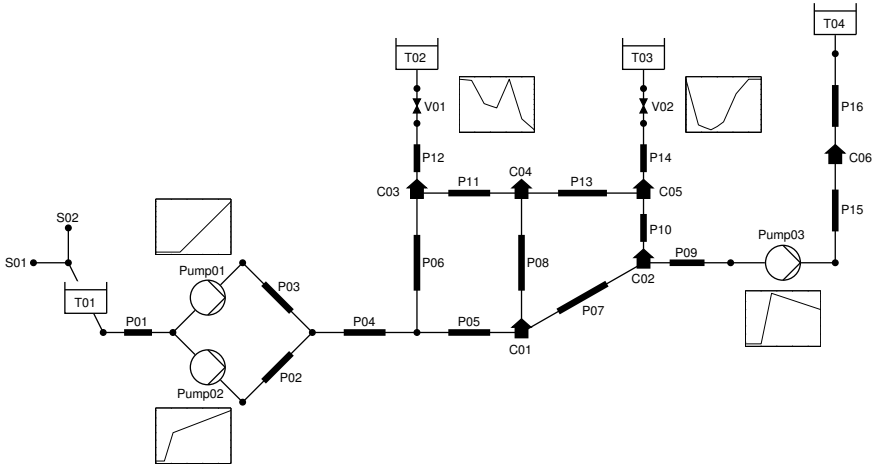 T04
T02
T03
V01
V02
P16
P12
P14
C06
C03
P11
C04
P13
C05
P15
S02
P10
Pump03
S01
Pump01
P06
P08
P09
C02
P03
T01
P07
P01
P04
P05
C01
P02
Pump02